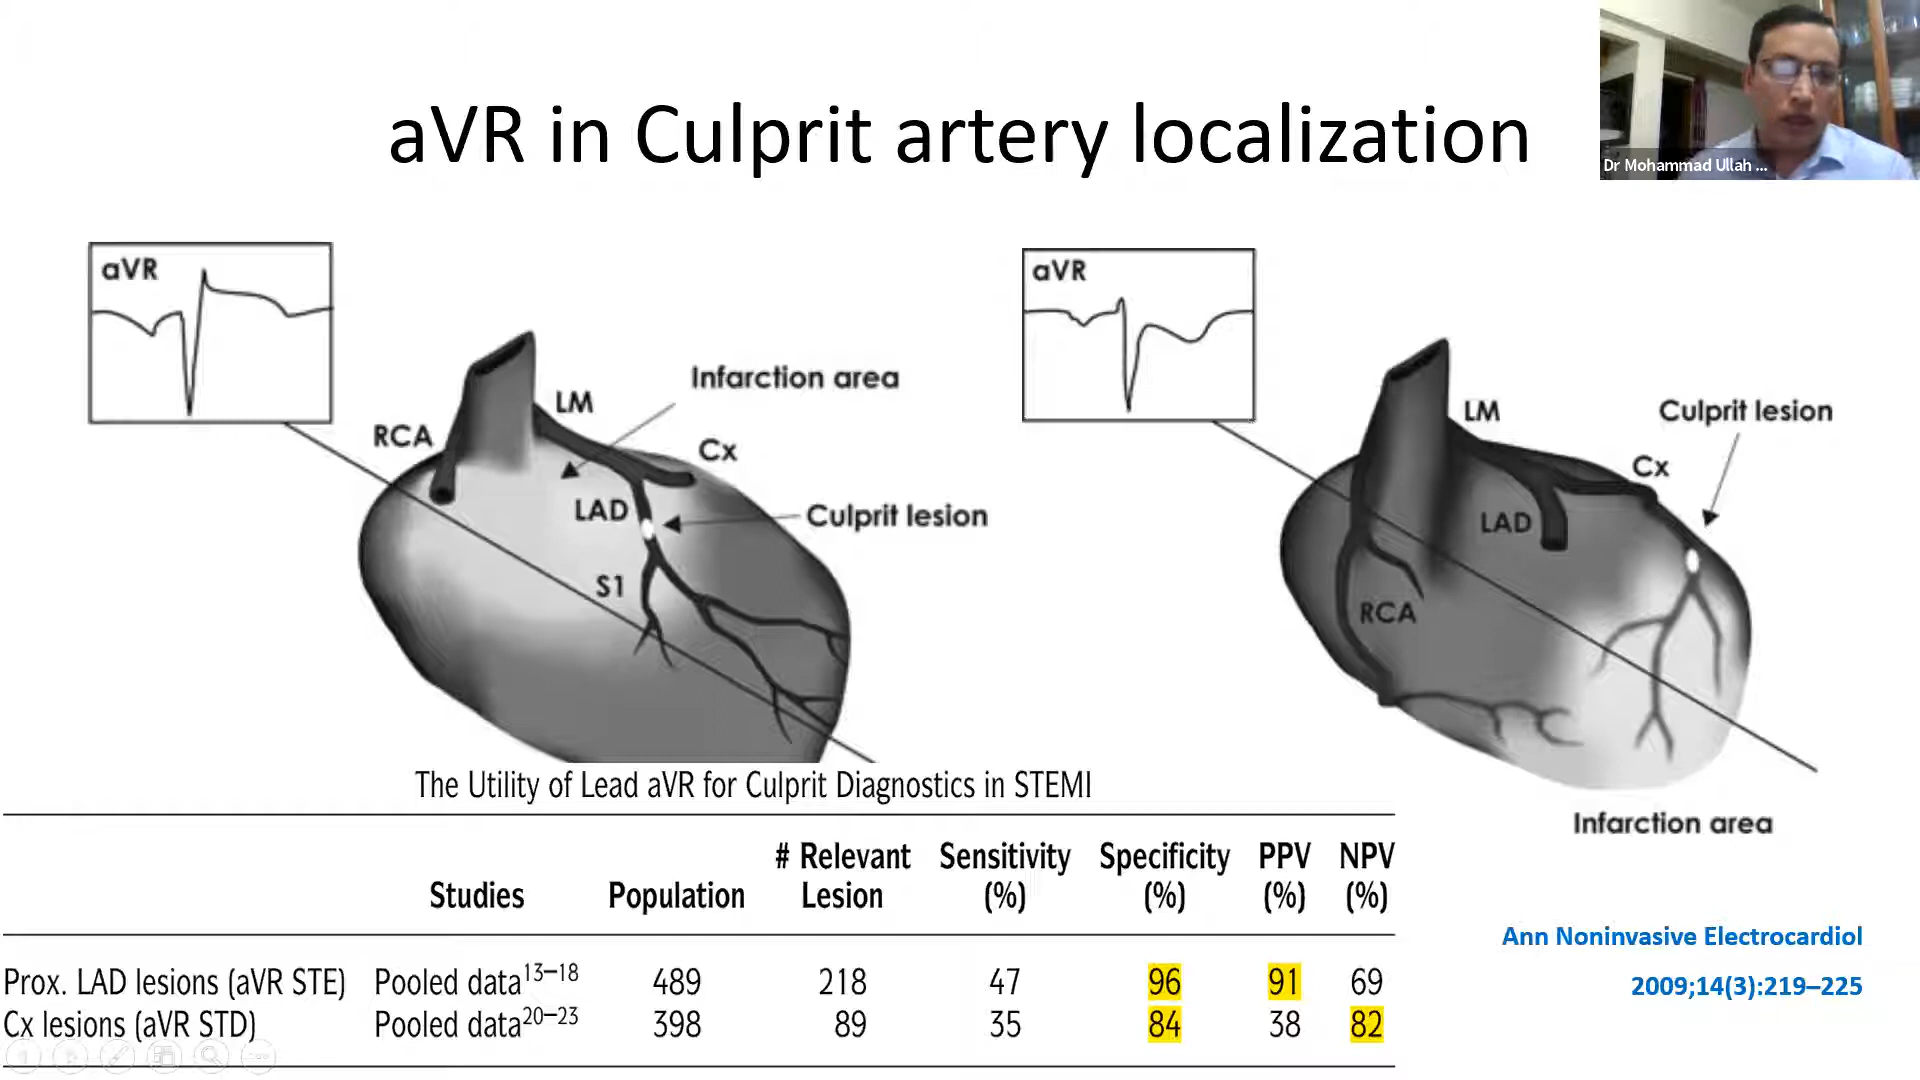 aVR in Culprit artery localization
Dr Mohammad Ullah ...
aVR
Infarction area
LM
RCA
Cx
LAD
Culprit lesion
S1
aVR
Culprit lesion
LM
Cx
LAD
RCA
Infarction area
The Utility of Lead aVR for Culprit Diagnostics in STEMI
Studies Population # Relevant Lesion Sensitivity (%) Specificity (%) PPV (%) NPV (%)
Prox. LAD lesions (aVR STE) Pooled data13–18 489 218 47 96 91 69
Cx lesions (aVR STD) Pooled data20–23 398 89 35 84 38 82
Ann Noninvasive Electrocardiol
2009;14(3):219–225